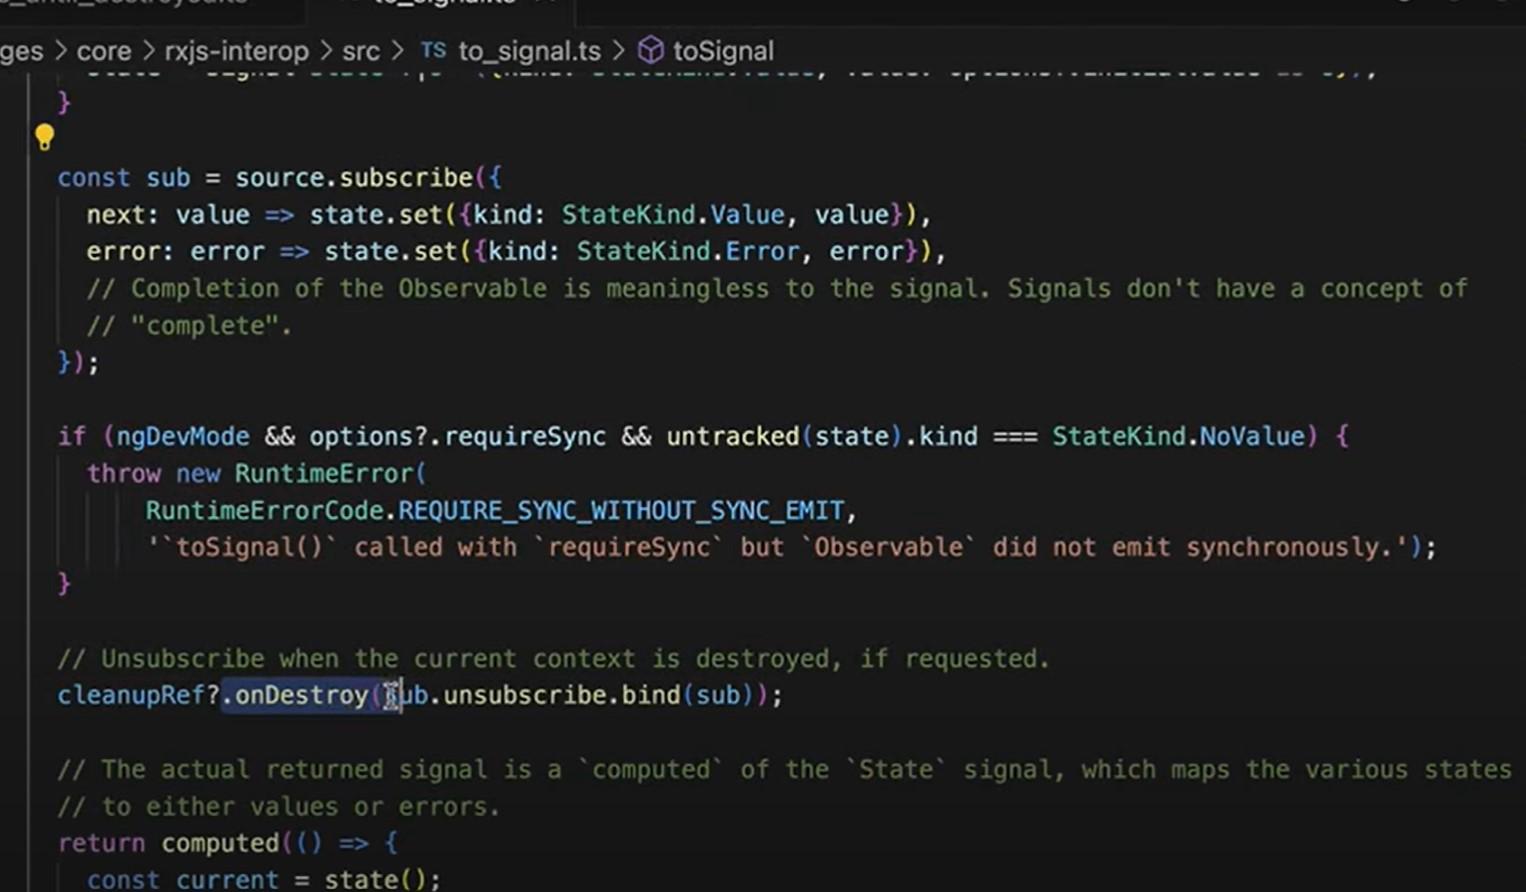 ges > core > rxjs-interop > src > TS to_signal.ts > toSignal
}
const sub = source.subscribe({
next: value => state.set({kind: StateKind.Value, value}),
error: error => state.set({kind: StateKind.Error, error}),
// Completion of the Observable is meaningless to the signal. Signals don't have a concept of
// "complete".
});
if (ngDevMode && options?.requireSync && untracked(state).kind === StateKind.NoValue) {
throw new RuntimeError(
RuntimeErrorCode.REQUIRE_SYNC_WITHOUT_SYNC_EMIT,
'`toSignal()` called with `requireSync` but `Observable` did not emit synchronously.');
}
// Unsubscribe when the current context is destroyed, if requested.
cleanupRef?.onDestroy(sub.unsubscribe.bind(sub));
// The actual returned signal is a `computed` of the `State` signal, which maps the various states
// to either values or errors.
return computed(() => {
const current = state();